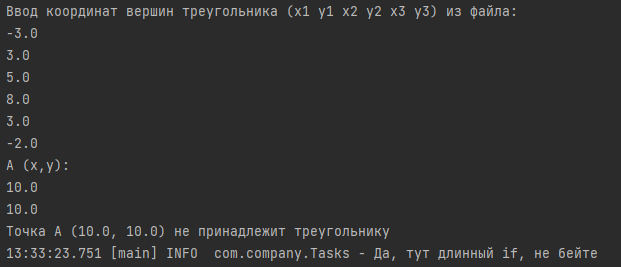 Ввод координат вершин треугольника (x1 y1 x2 y2 x3 y3) из файла:
-3.0
3.0
5.0
8.0
3.0
-2.0
A (x,y):
10.0
10.0
Точка A (10.0, 10.0) не принадлежит треугольнику
13:33:23.751 [main] INFO  com.company.Tasks - Да, тут длинный if, не бейте